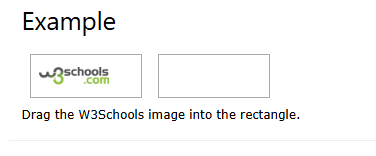 Example
w3schools
.com
Drag the W3Schools image into the rectangle.